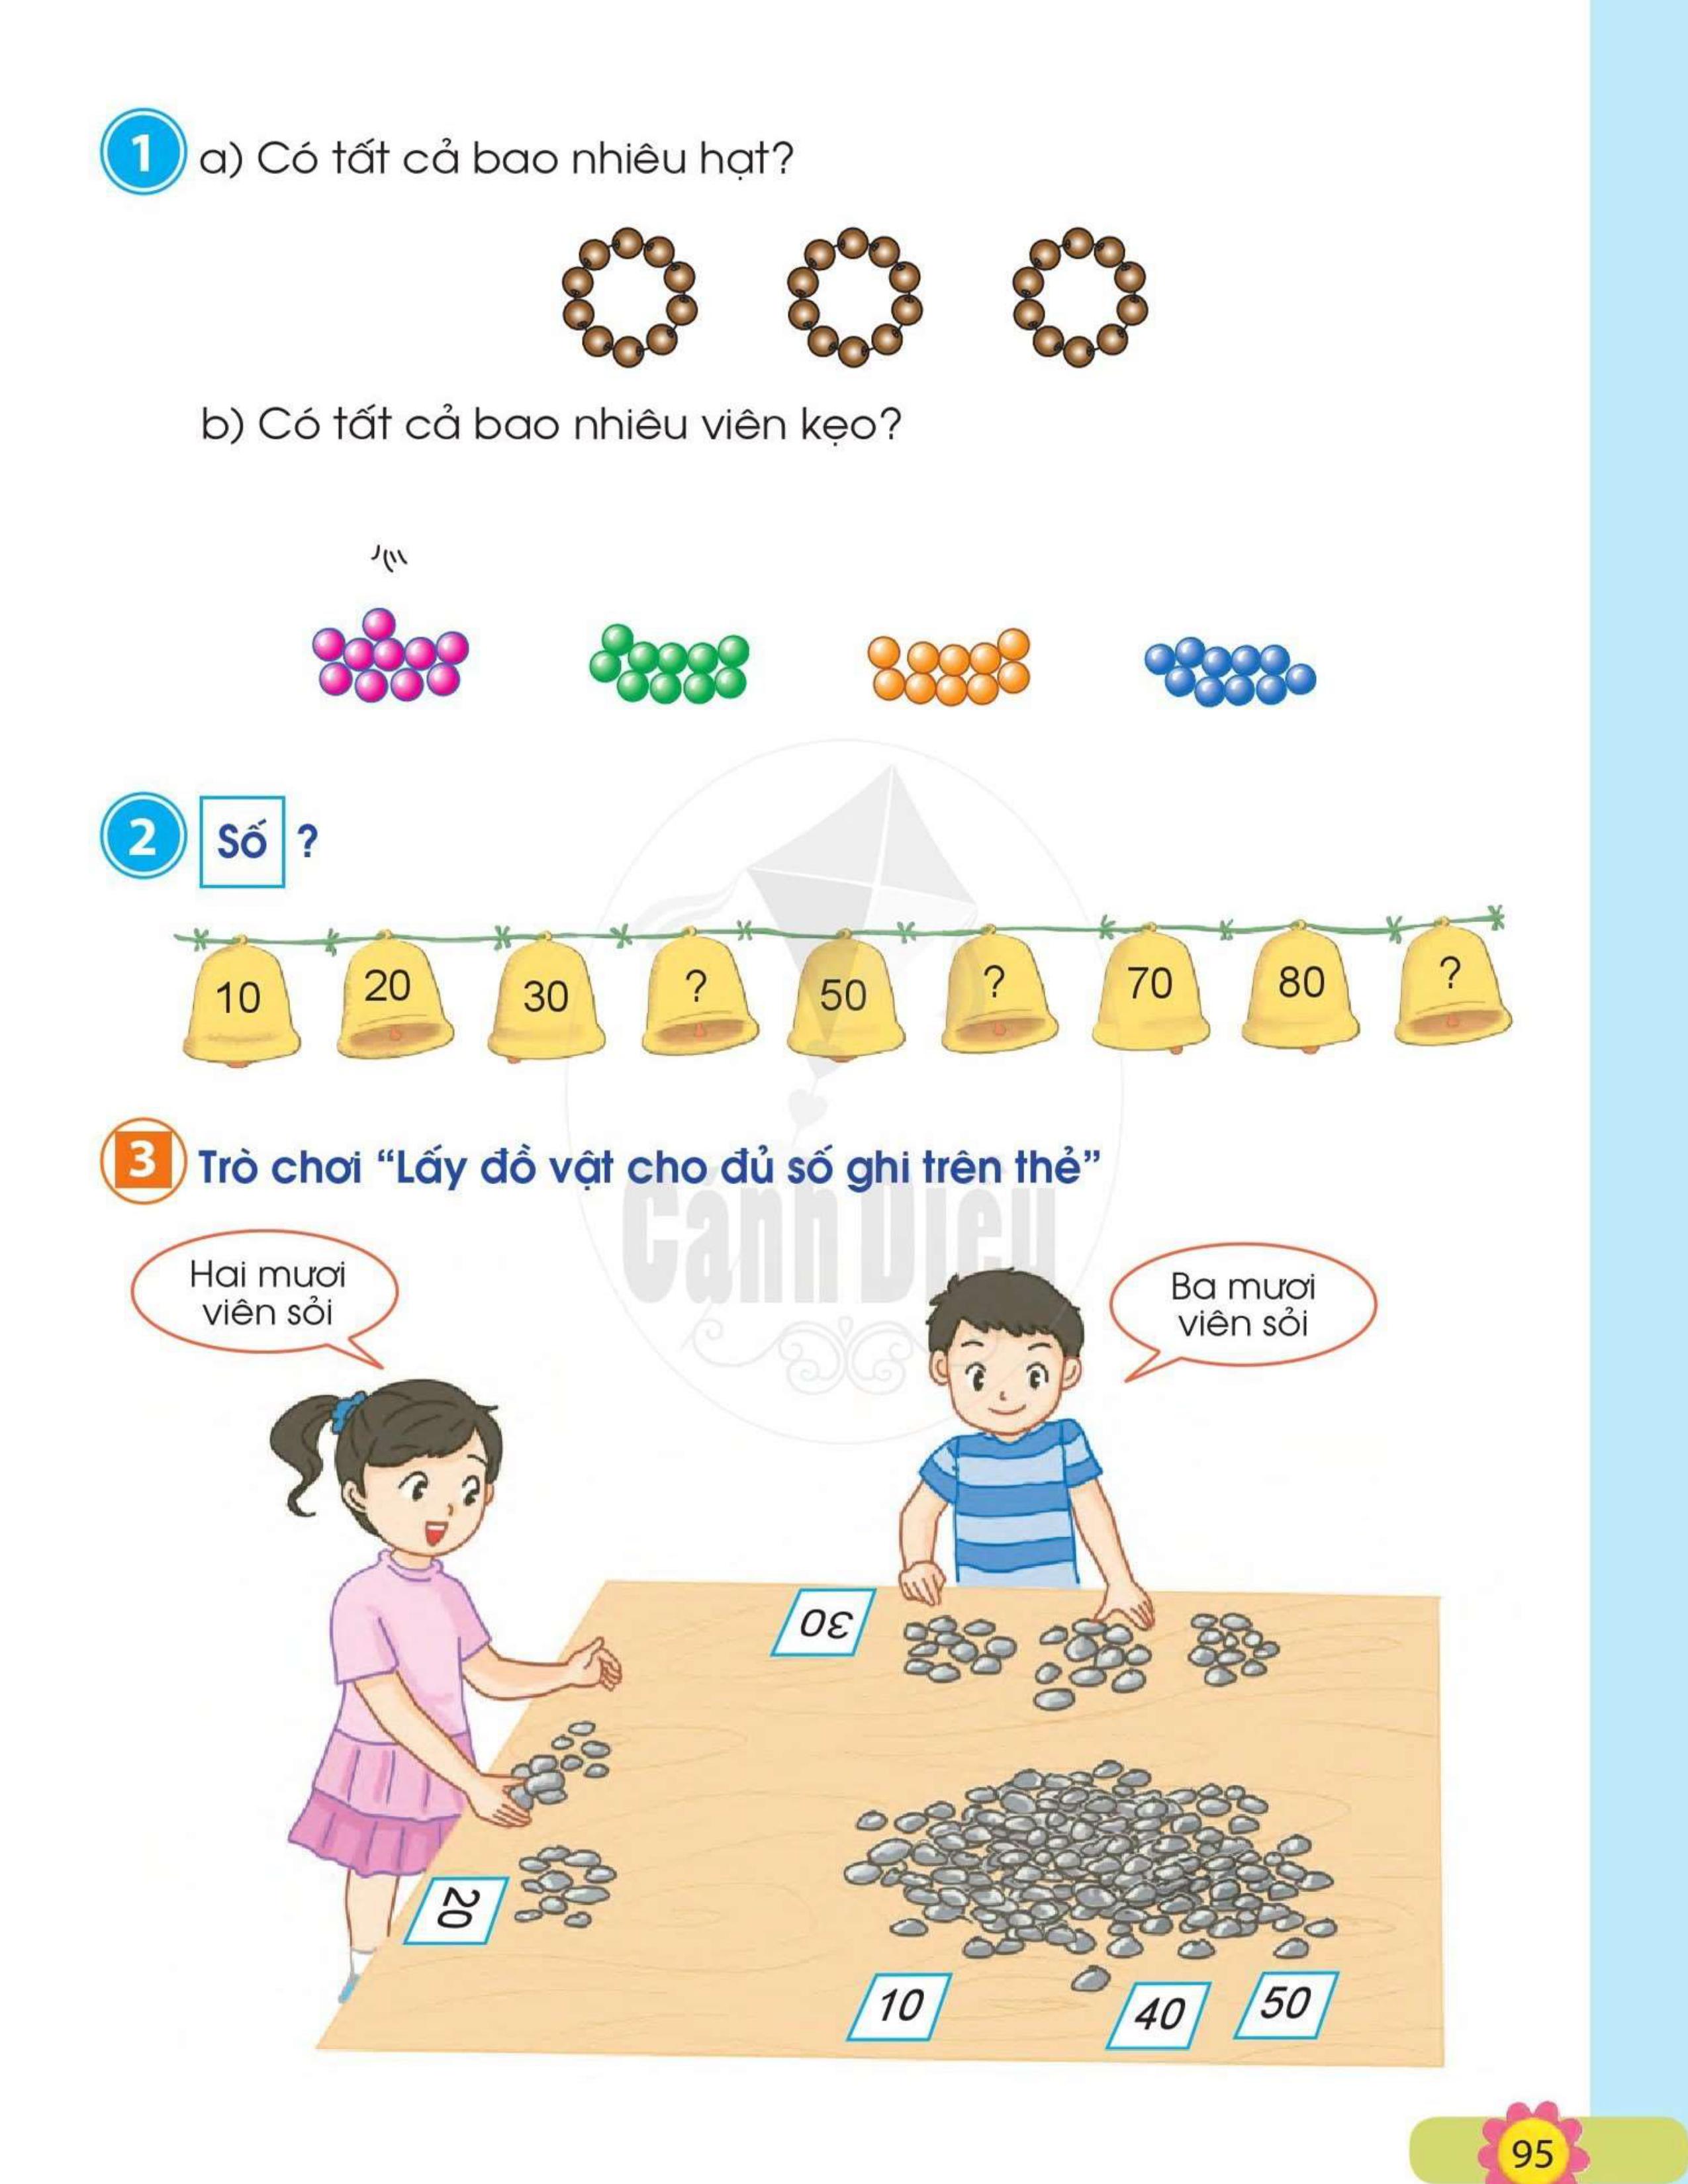 1 a) Có tất cả bao nhiêu hạt?
b) Có tất cả bao nhiêu viên kẹo?
2 Số ?
10 20 30 ? 50 ? 70 80 ?
3 Trò chơi “Lấy đồ vật cho đủ số ghi trên thẻ”
Cánh Diều
Hai mươi
viên sỏi
Ba mươi
viên sỏi
30
20
10 40 50
95